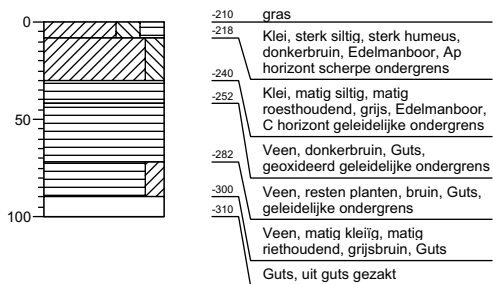 0
50
100
-210
gras
-218
Klei, sterk siltig, sterk humeus,
donkerbruin, Edelmanboor, Ap
horizont scherpe ondergrens
-240
Klei, matig siltig, matig
roesthoudend, grijs, Edelmanboor,
C horizont geleidelijke ondergrens
-252
Veen, donkerbruin, Guts,
geoxideerd geleidelijke ondergrens
-282
Veen, resten planten, bruin, Guts,
geleidelijke ondergrens
-300
Veen, matig kleiïg, matig
riethoudend, grijsbruin, Guts
-310
Guts, uit guts gezakt